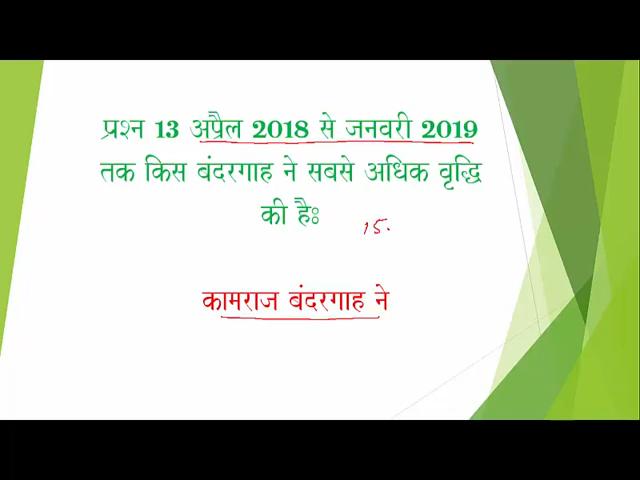 प्रश्न 13 अप्रैल 2018 से जनवरी 2019
तक किस बंदरगाह ने सबसे अधिक वृद्धि
की हैः
15.
कामराज बंदरगाह ने